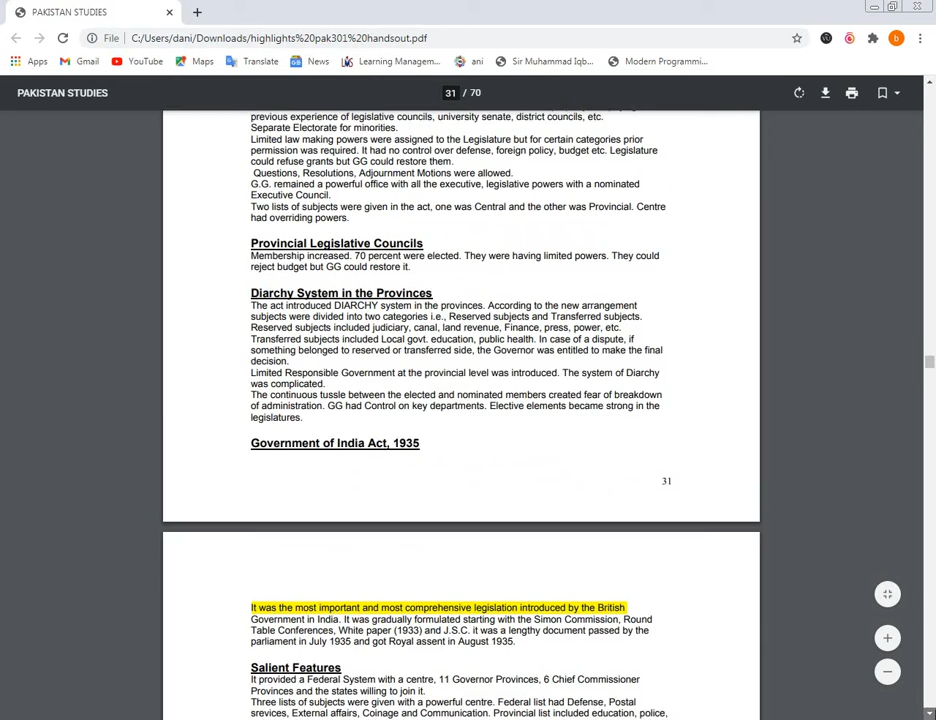 PAKISTAN STUDIES
File
C:/Users/dani/Downloads/highlights%20pak301%20handsout.pdf
b
Apps
Gmail
YouTube
Maps
Translate
News
Learning Managem...
ani
Sir Muhammad Iqb...
Modern Programmi...
PAKISTAN STUDIES
31 / 70
previous experience of legislative councils, university senate, district councils, etc.
Separate Electorate for minorities.
Limited law making powers were assigned to the Legislature but for certain categories prior
permission was required. It had no control over defense, foreign policy, budget etc. Legislature
could refuse grants but GG could restore them.
Questions, Resolutions, Adjournment Motions were allowed.
G.G. remained a powerful office with all the executive, legislative powers with a nominated
Executive Council.
Two lists of subjects were given in the act, one was Central and the other was Provincial. Centre
had overriding powers.
Provincial Legislative Councils
Membership increased. 70 percent were elected. They were having limited powers. They could
reject budget but GG could restore it.
Diarchy System in the Provinces
The act introduced DIARCHY system in the provinces. According to the new arrangement
subjects were divided into two categories i.e., Reserved subjects and Transferred subjects.
Reserved subjects included judiciary, canal, land revenue, Finance, press, power, etc.
Transferred subjects included Local govt. education, public health. In case of a dispute, if
something belonged to reserved or transferred side, the Governor was entitled to make the final
decision.
Limited Responsible Government at the provincial level was introduced. The system of Diarchy
was complicated.
The continuous tussle between the elected and nominated members created fear of breakdown
of administration. GG had Control on key departments. Elective elements became strong in the
legislatures.
Government of India Act, 1935
31
It was the most important and most comprehensive legislation introduced by the British
Government in India. It was gradually formulated starting with the Simon Commission, Round
Table Conferences, White paper (1933) and J.S.C. it was a lengthy document passed by the
parliament in July 1935 and got Royal assent in August 1935.
Salient Features
It provided a Federal System with a centre, 11 Governor Provinces, 6 Chief Commissioner
Provinces and the states willing to join it.
Three lists of subjects were given with a powerful centre. Federal list had Defense, Postal
srevices, External affairs, Coinage and Communication. Provincial list included education, police,